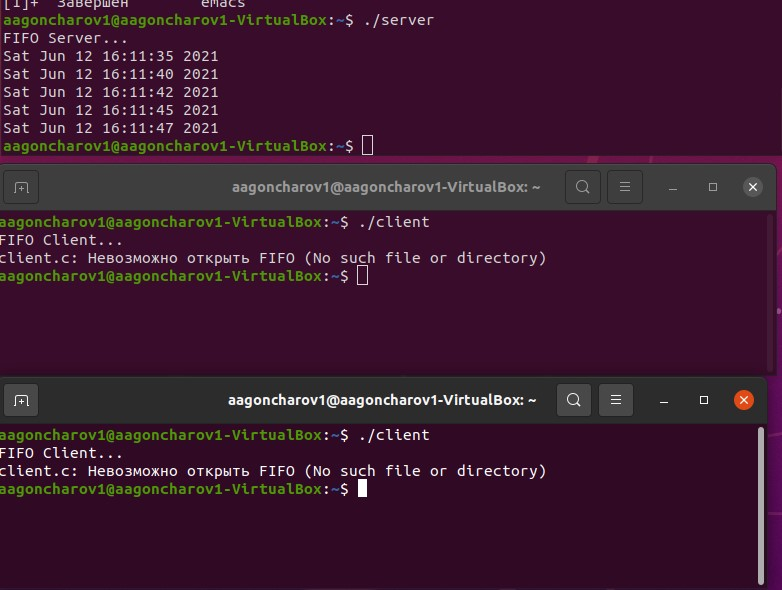 [1]+  Завершён        emacs
aagoncharov1@aagoncharov1-VirtualBox:~$ ./server
FIFO Server...
Sat Jun 12 16:11:35 2021
Sat Jun 12 16:11:40 2021
Sat Jun 12 16:11:42 2021
Sat Jun 12 16:11:45 2021
Sat Jun 12 16:11:47 2021
aagoncharov1@aagoncharov1-VirtualBox:~$
aagoncharov1@aagoncharov1-VirtualBox: ~
aagoncharov1@aagoncharov1-VirtualBox:~$ ./client
FIFO Client...
client.c: Невозможно открыть FIFO (No such file or directory)
aagoncharov1@aagoncharov1-VirtualBox:~$
aagoncharov1@aagoncharov1-VirtualBox: ~
aagoncharov1@aagoncharov1-VirtualBox:~$ ./client
FIFO Client...
client.c: Невозможно открыть FIFO (No such file or directory)
aagoncharov1@aagoncharov1-VirtualBox:~$